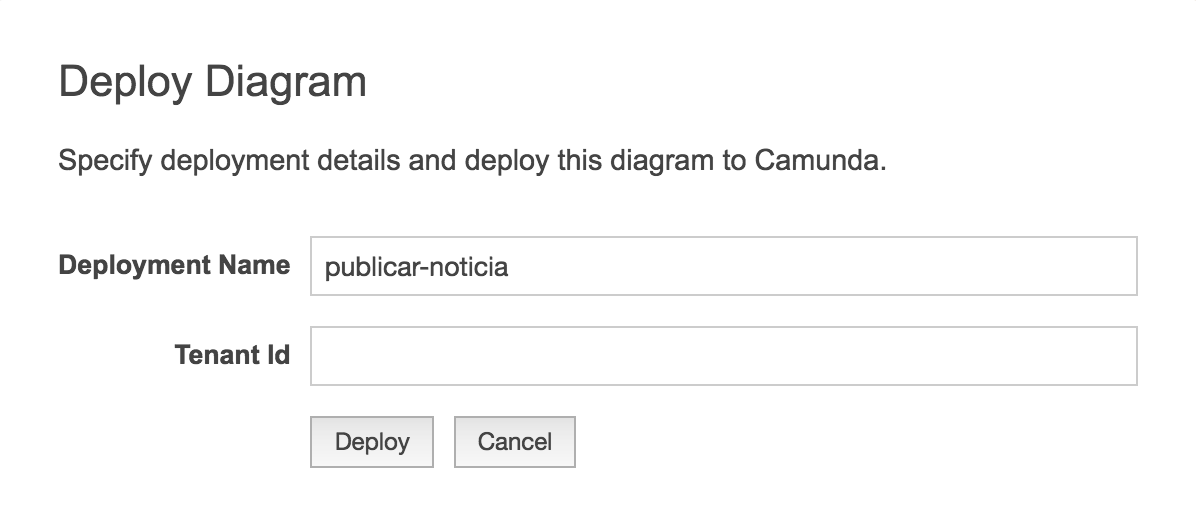 Deploy Diagram
Specify deployment details and deploy this diagram to Camunda.
Deployment Name publicar-noticia
Tenant Id
Deploy Cancel